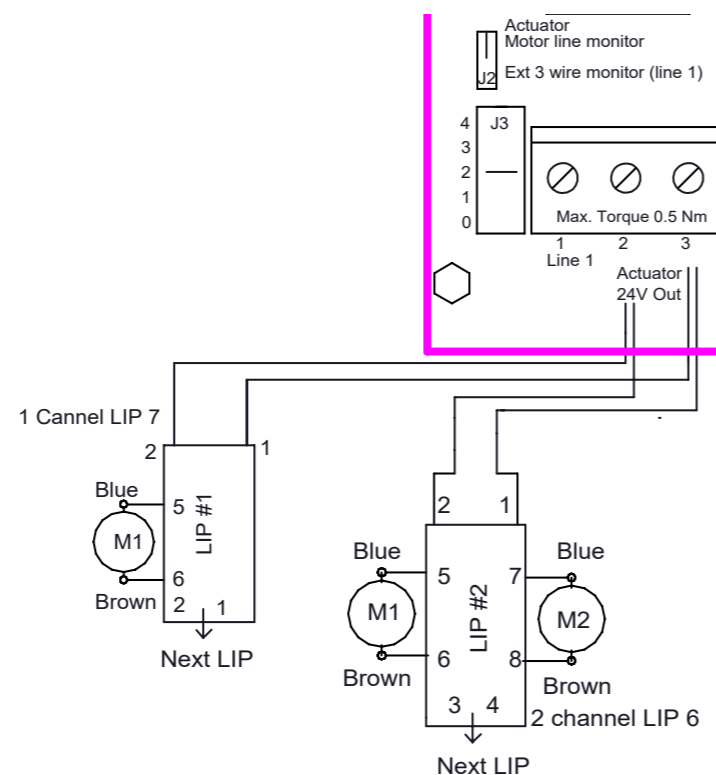 Actuator
Motor line monitor
J2 Ext 3 wire monitor (line 1)
4 J3
3
2
1
0
Max. Torque 0.5 Nm
1 2 3
Line 1
Actuator
24V Out
1 Cannel LIP 7
2 1
Blue
5
LIP #1
M1
6
Brown
2 1
Next LIP
2 1
Blue Blue
5 7
LIP #2
M1 M2
6 8
Brown Brown
3 4
2 channel LIP 6
Next LIP